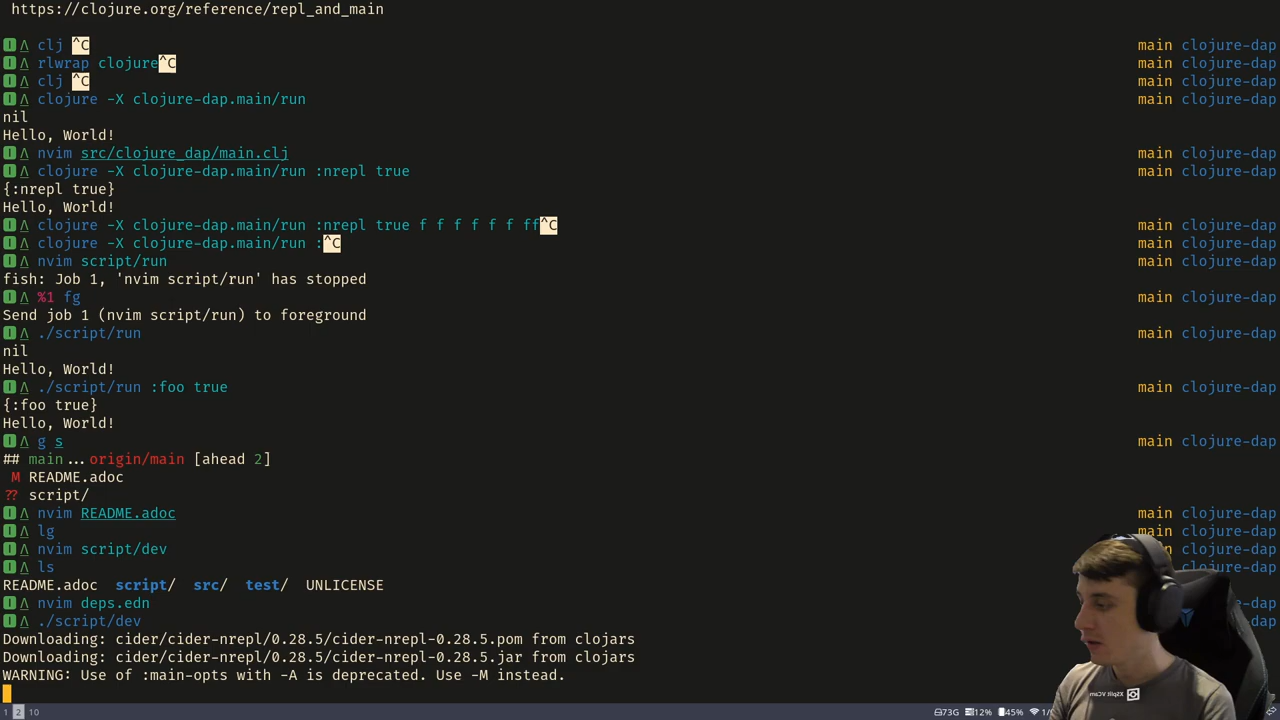 https://clojure.org/reference/repl_and_main
I Λ clj ^C main clojure-dap
I Λ rlwrap clojure^C main clojure-dap
I Λ clj ^C main clojure-dap
I Λ clojure -X clojure-dap.main/run main clojure-dap
nil
Hello, World!
I Λ nvim src/clojure_dap/main.clj main clojure-dap
I Λ clojure -X clojure-dap.main/run :nrepl true main clojure-dap
{:nrepl true}
Hello, World!
I Λ clojure -X clojure-dap.main/run :nrepl true f f f f f f ff^C main clojure-dap
I Λ clojure -X clojure-dap.main/run :^C main clojure-dap
I Λ nvim script/run main clojure-dap
fish: Job 1, 'nvim script/run' has stopped
I Λ %1 fg main clojure-dap
Send job 1 (nvim script/run) to foreground
I Λ ./script/run main clojure-dap
nil
Hello, World!
I Λ ./script/run :foo true main clojure-dap
{:foo true}
Hello, World!
I Λ g s main clojure-dap
## main...origin/main [ahead 2]
M README.adoc
?? script/
I Λ nvim README.adoc main clojure-dap
I Λ lg main clojure-dap
I Λ nvim script/dev main clojure-dap
I Λ ls clojure-dap
README.adoc script/ src/ test/ UNLICENSE
I Λ nvim deps.edn
I Λ ./script/dev
Downloading: cider/cider-nrepl/0.28.5/cider-nrepl-0.28.5.pom from clojars
Downloading: cider/cider-nrepl/0.28.5/cider-nrepl-0.28.5.jar from clojars
WARNING: Use of :main-opts with -A is deprecated. Use -M instead.
XSplit VCam
1 2 10 73G 12% 45%